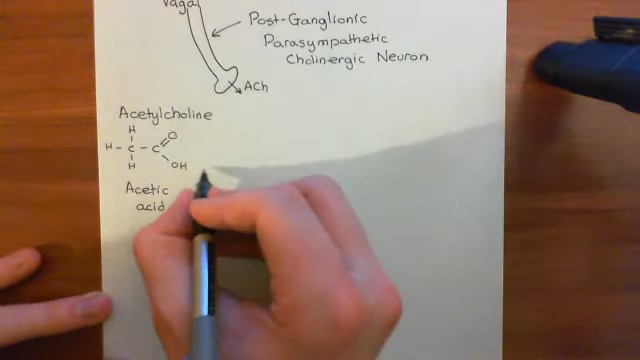 Vagal
Post-Ganglionic
Parasympathetic
Cholinergic Neuron
ACh
Acetylcholine
H
H - C - C = O
H OH
Acetic
acid